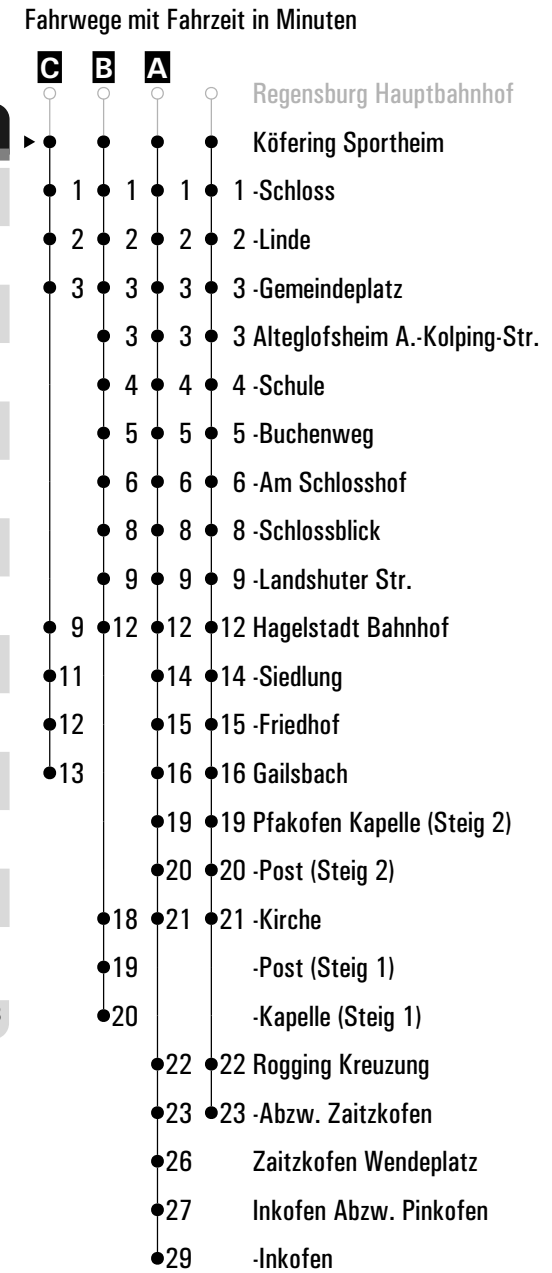 Fahrwege mit Fahrzeit in Minuten
C B A
Regensburg Hauptbahnhof
Köfering Sportheim
1 1 1 1 -Schloss
2 2 2 2 -Linde
3 3 3 3 -Gemeindeplatz
3 3 3 Alteglofsheim A.-Kolping-Str.
4 4 4 -Schule
5 5 5 -Buchenweg
6 6 6 -Am Schlosshof
8 8 8 -Schlossblick
9 9 9 -Landshuter Str.
9 12 12 12 Hagelstadt Bahnhof
11 14 14 -Siedlung
12 15 15 -Friedhof
13 16 16 Gailsbach
19 19 Pfakofen Kapelle (Steig 2)
20 20 -Post (Steig 2)
18 21 21 -Kirche
19 -Post (Steig 1)
20 -Kapelle (Steig 1)
22 22 Rogging Kreuzung
23 23 -Abzw. Zaitzkofen
26 Zaitzkofen Wendeplatz
27 Inkofen Abzw. Pinkofen
29 -Inkofen